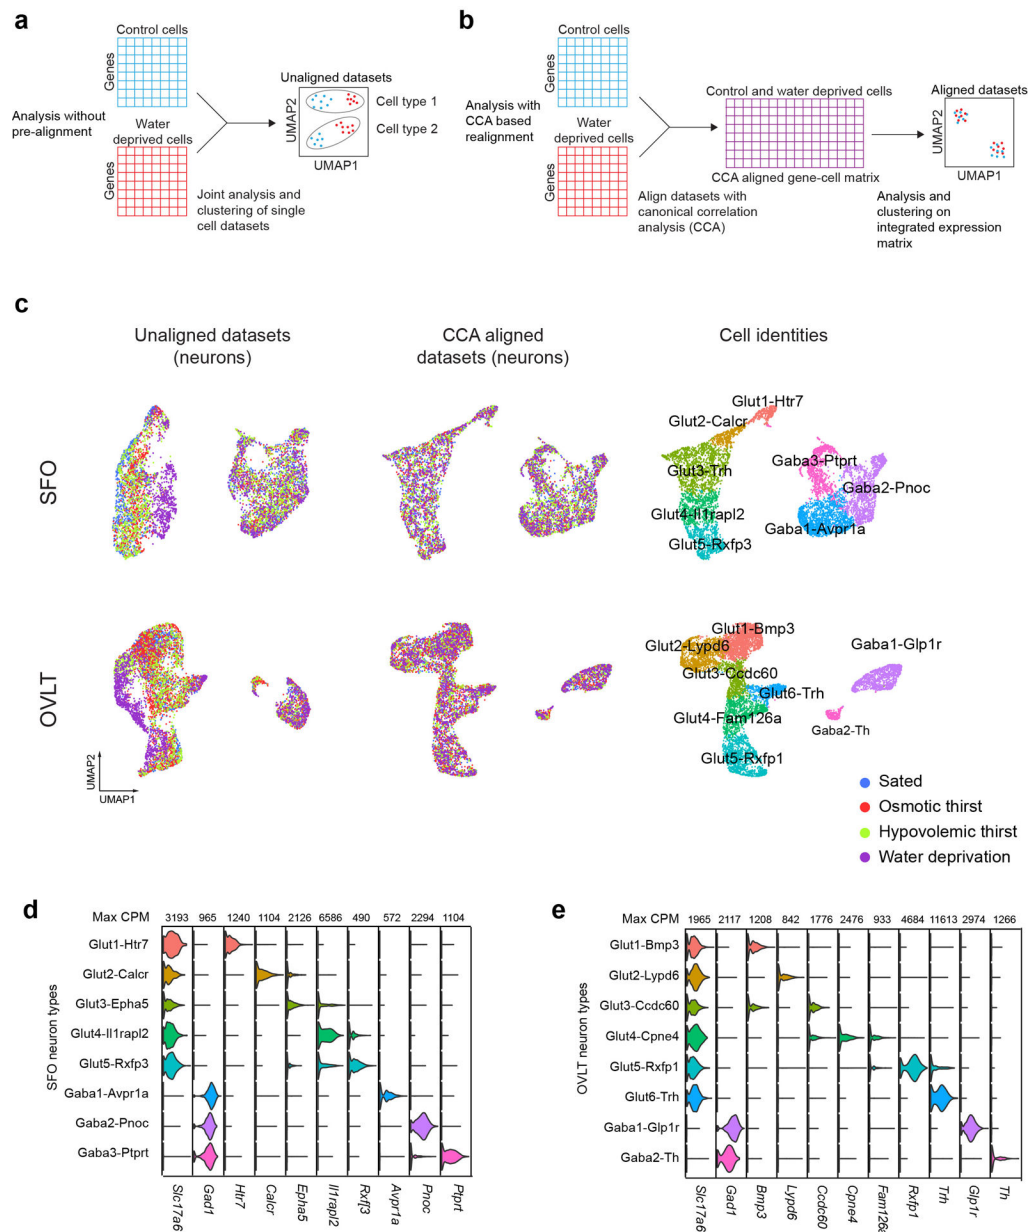 a
Control cells
Genes
Analysis without
pre-alignment
Water
deprived cells
Genes
Joint analysis and
clustering of single
cell datasets
Unaligned datasets
UMAP2
Cell type 1
Cell type 2
UMAP1
b
Control cells
Genes
Analysis with
CCA based
realignment
Water
deprived cells
Genes
Align datasets with
canonical correlation
analysis (CCA)
Control and water deprived cells
CCA aligned gene-cell matrix
Analysis and
clustering on
integrated expression
matrix
Aligned datasets
UMAP2
UMAP1
c
Unaligned datasets
(neurons)
CCA aligned
datasets (neurons)
Cell identities
SFO
Glut1-Htr7
Glut2-Calcr
Glut3-Trh
Gaba3-Ptprt
Gaba2-Pnoc
Glut4-Il1rapl2
Gaba1-Avpr1a
Glut5-Rxfp3
OVLT
Glut1-Bmp3
Glut2-Lypd6
Gaba1-Glp1r
Glut3-Ccdc60
Glut6-Trh
Glut4-Fam126a
Gaba2-Th
Glut5-Rxfp1
UMAP2
UMAP1
Sated
Osmotic thirst
Hypovolemic thirst
Water deprivation
d
Max CPM 3193 965 1240 1104 2126 6586 490 572 2294 1104
SFO neuron types
Glut1-Htr7
Glut2-Calcr
Glut3-Epha5
Glut4-Il1rapl2
Glut5-Rxfp3
Gaba1-Avpr1a
Gaba2-Pnoc
Gaba3-Ptprt
Slc17a6 Gad1 Htr7 Calcr Epha5 Il1rapl2 Rxfj3 Avpr1a Pnoc Ptprt
e
Max CPM 1965 2117 1208 842 1776 2476 933 4684 11613 2974 1266
OVLT neuron types
Glut1-Bmp3
Glut2-Lypd6
Glut3-Ccdc60
Glut4-Cpne4
Glut5-Rxfp1
Glut6-Trh
Gaba1-Glp1r
Gaba2-Th
Slc17a6 Gad1 Bmp3 Lypd6 Ccdc60 Cpne4 Rxfp1 Trh Glp1r Th